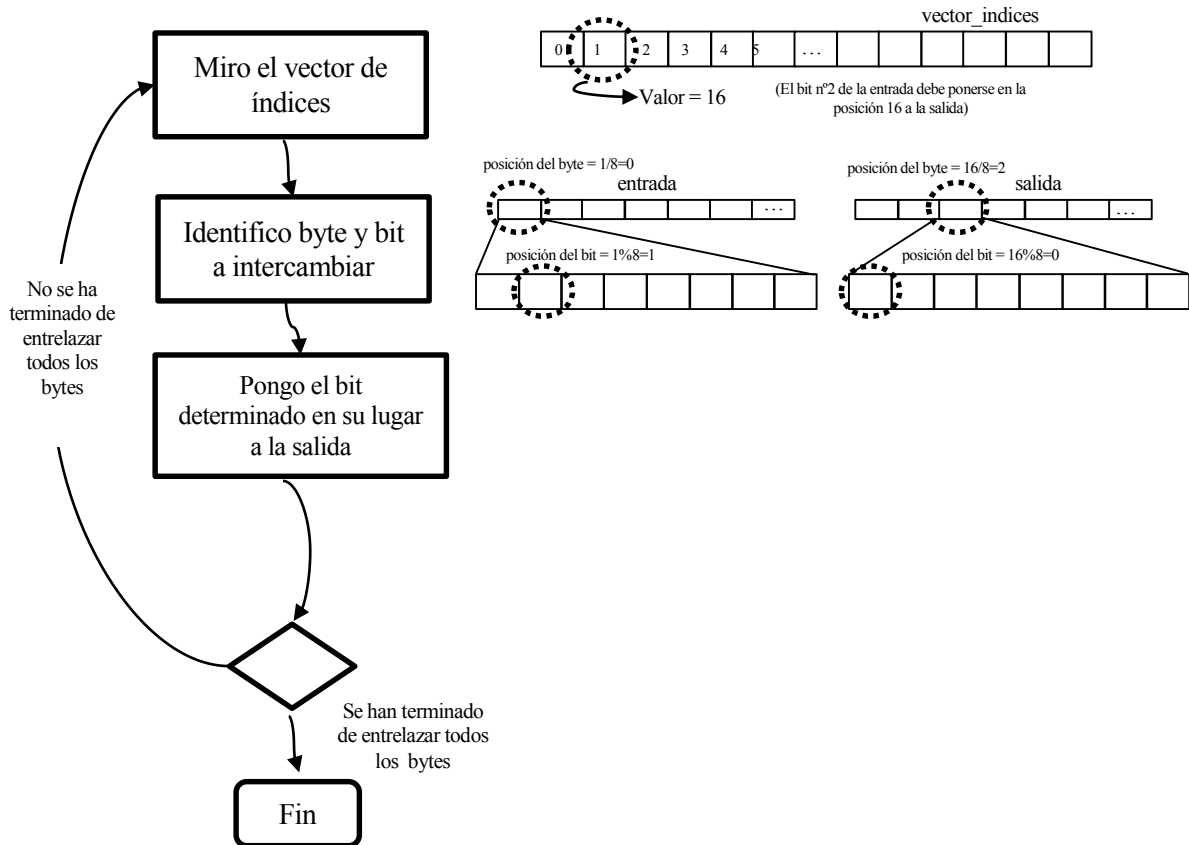 vector_indices
Miro el vector de
índices
0 1 2 3 4 5 ...
Valor = 16
(El bit nº2 de la entrada debe ponerse en la
posición 16 a la salida)
posición del byte = 1/8=0
entrada
...
posición del bit = 1%8=1
posición del byte = 16/8=2
salida
...
posición del bit = 16%8=0
Identifico byte y bit
a intercambiar
No se ha
terminado de
entrelazar
todos los
bytes
Pongo el bit
determinado en su lugar
a la salida
Se han terminado
de entrelazar todos
los bytes
Fin